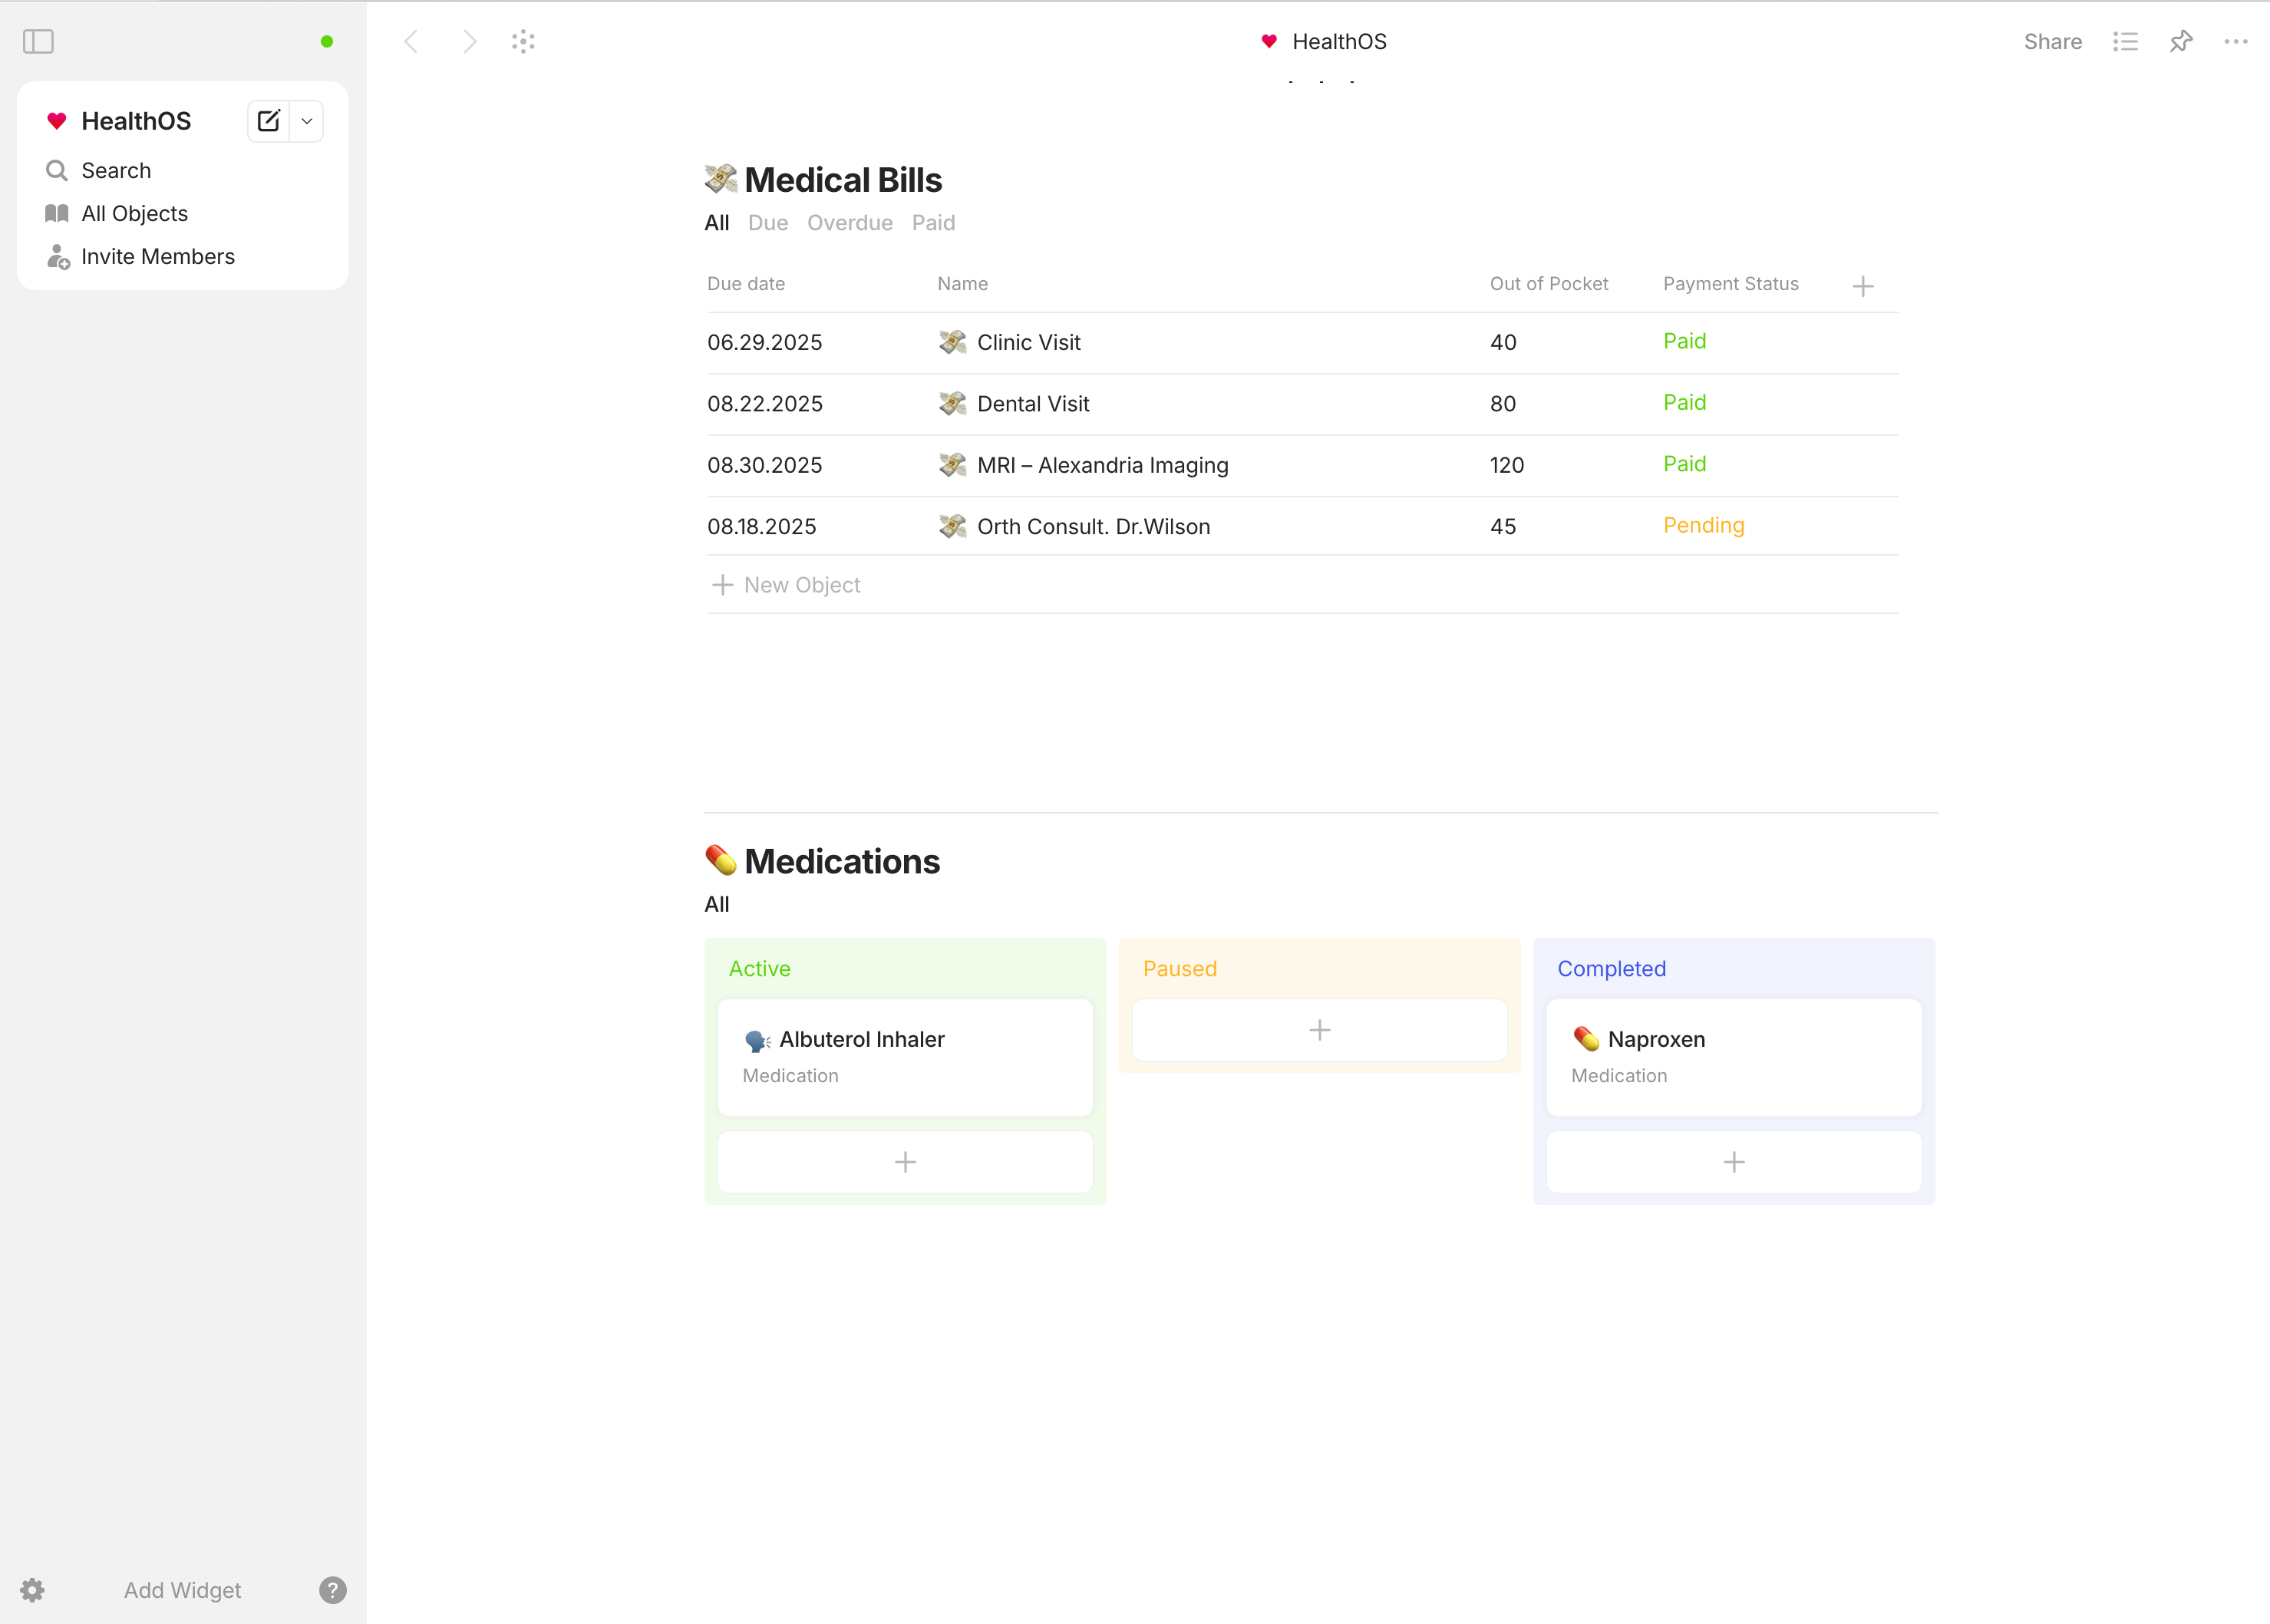 HealthOS
Share
HealthOS
Search
All Objects
Invite Members
Medical Bills
All Due Overdue Paid
Due date Name Out of Pocket Payment Status
06.29.2025 Clinic Visit 40 Paid
08.22.2025 Dental Visit 80 Paid
08.30.2025 MRI – Alexandria Imaging 120 Paid
08.18.2025 Orth Consult. Dr.Wilson 45 Pending
New Object
Medications
All
Active
Albuterol Inhaler
Medication
Paused
Completed
Naproxen
Medication
Add Widget